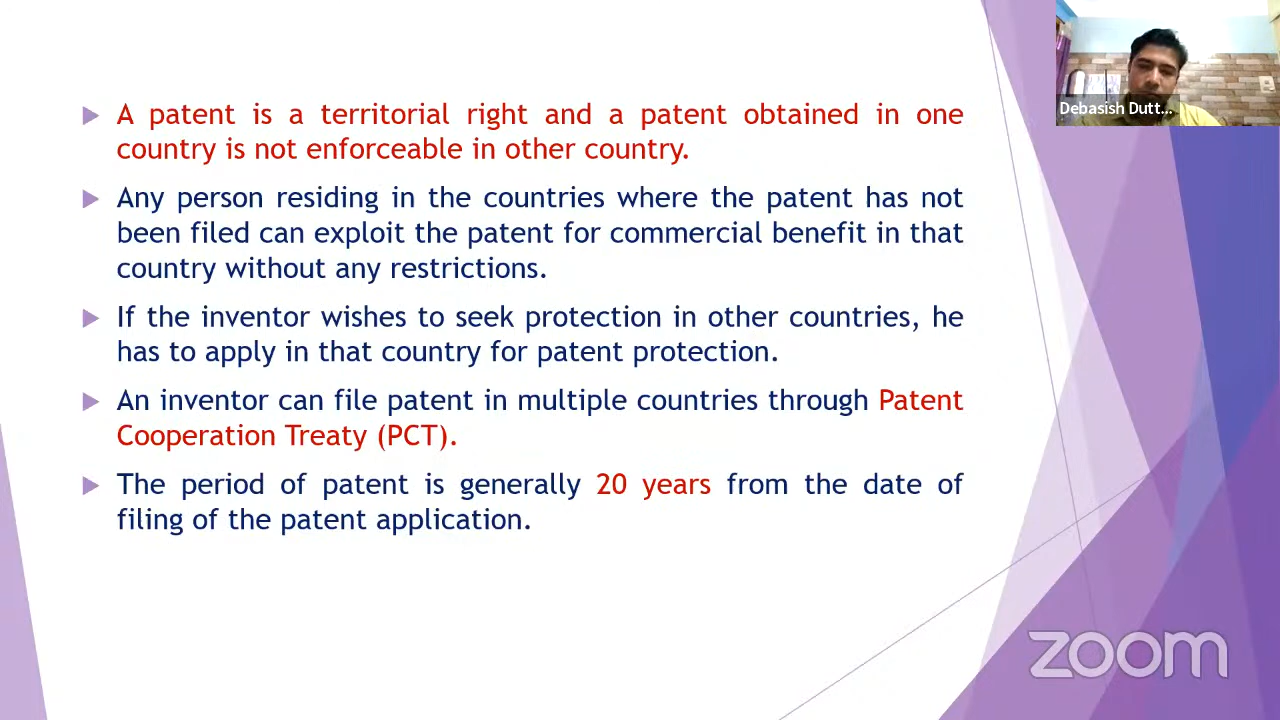 A patent is a territorial right and a patent obtained in one
country is not enforceable in other country.
Any person residing in the countries where the patent has not
been filed can exploit the patent for commercial benefit in that
country without any restrictions.
If the inventor wishes to seek protection in other countries, he
has to apply in that country for patent protection.
An inventor can file patent in multiple countries through Patent
Cooperation Treaty (PCT).
The period of patent is generally 20 years from the date of
filing of the patent application.
Debasish Dutt...
zoom